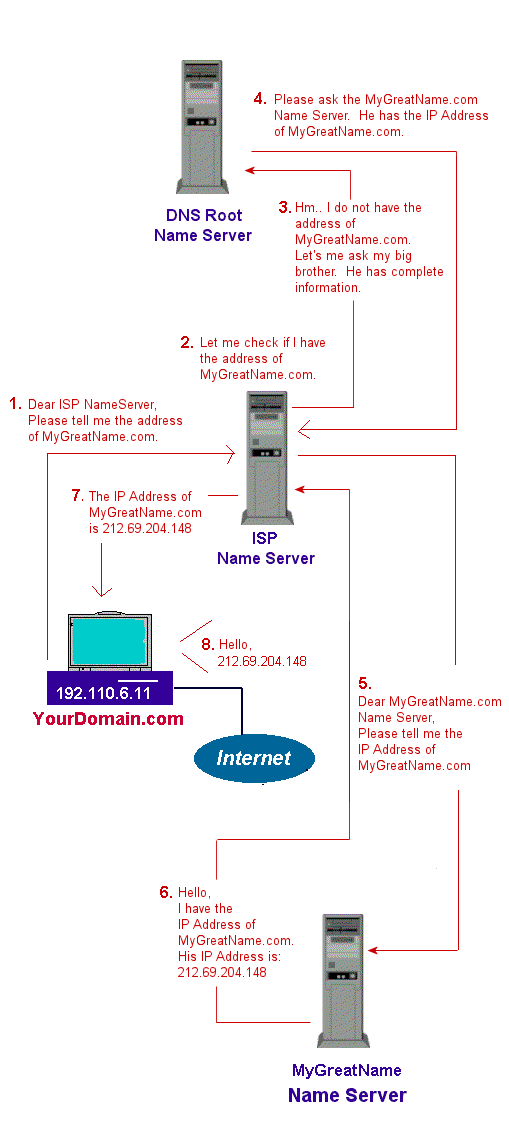 4. Please ask the MyGreatName.com
Name Server. He has the IP Address
of MyGreatName.com.
DNS Root
Name Server
3. Hm.. I do not have the
address of
MyGreatName.com.
Let's me ask my big
brother. He has complete
information.
2. Let me check if I have
the address of
MyGreatName.com.
1. Dear ISP NameServer,
Please tell me the address
of MyGreatName.com.
7. The IP Address of
MyGreatName.com
is 212.69.204.148
ISP
Name Server
8. Hello,
212.69.204.148
192.110.6.11
YourDomain.com
Internet
5.
Dear MyGreatName.com
Name Server,
Please tell me the
IP Address of
MyGreatName.com
6. Hello,
I have the
IP Address of
MyGreatName.com.
His IP Address is:
212.69.204.148
MyGreatName
Name Server